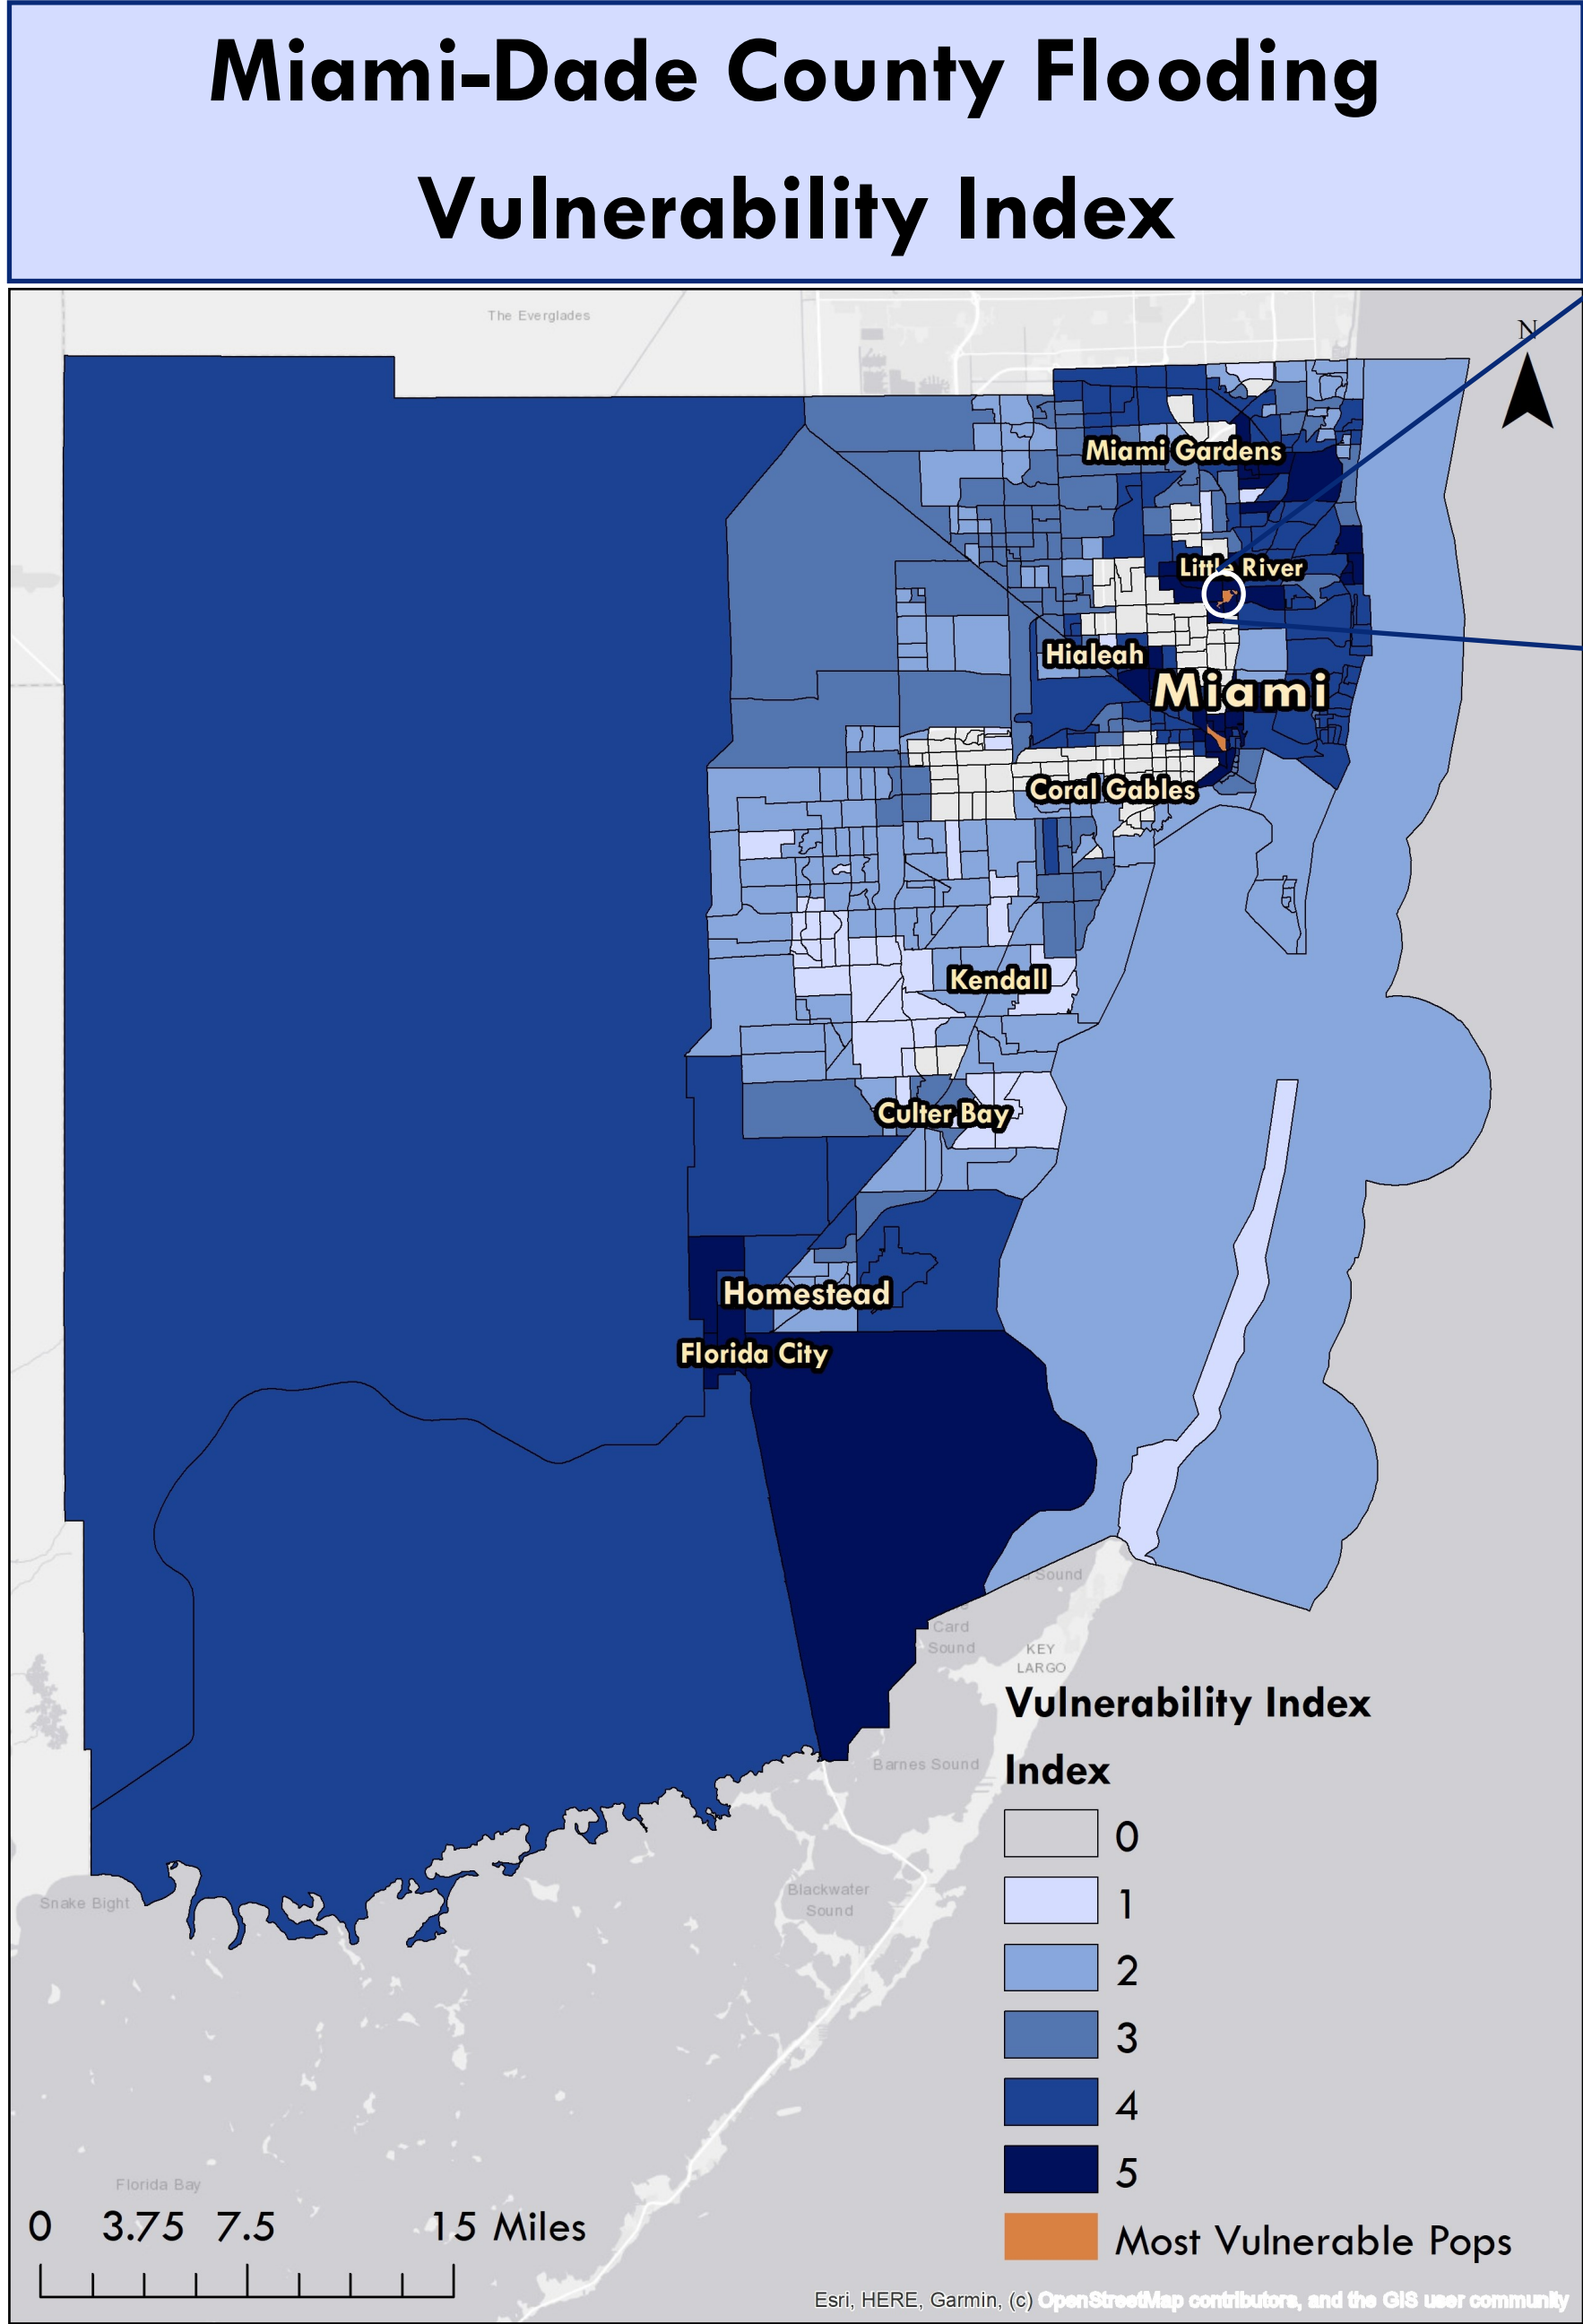 Miami-Dade County Flooding
Vulnerability Index
The Everglades
N
Miami Gardens
Little River
Hialeah
Miami
Coral Gables
Kendall
Culter Bay
Homestead
Florida City
Sound
Card
Sound
KEY
LARGO
Vulnerability Index
Barnes Sound
Index
0
Snake Bight
Blackwater
Sound
1
2
3
4
5
Florida Bay
0 3.75 7.5 15 Miles
Most Vulnerable Pops
Esri, HERE, Garmin, (c) OpenStreetMap contributors, and the GIS user community